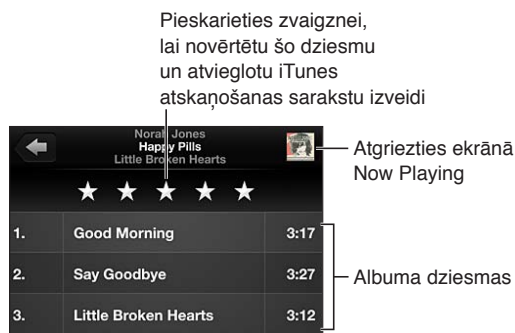 Pieskarieties zvaigznei,
lai novērtētu šo dziesmu
un atvieglotu iTunes
atskaņošanas sarakstu izveidi
Norah Jones
Happy Pills
Little Broken Hearts
Atgriezties ekrānā
Now Playing
1. Good Morning 3:17
2. Say Goodbye 3:27
3. Little Broken Hearts 3:12
Albuma dziesmas